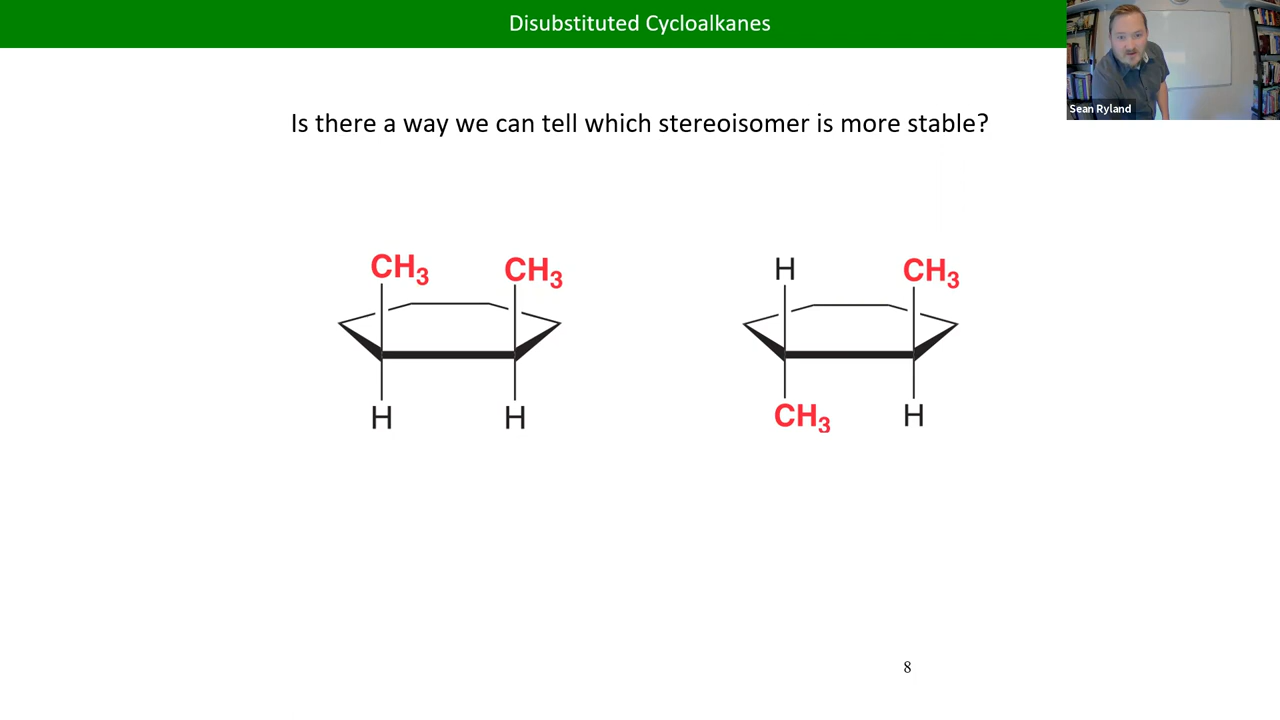 Disubstituted Cycloalkanes
Sean Ryland
Is there a way we can tell which stereoisomer is more stable?
CH3 CH3 H CH3
H H CH3 H
8